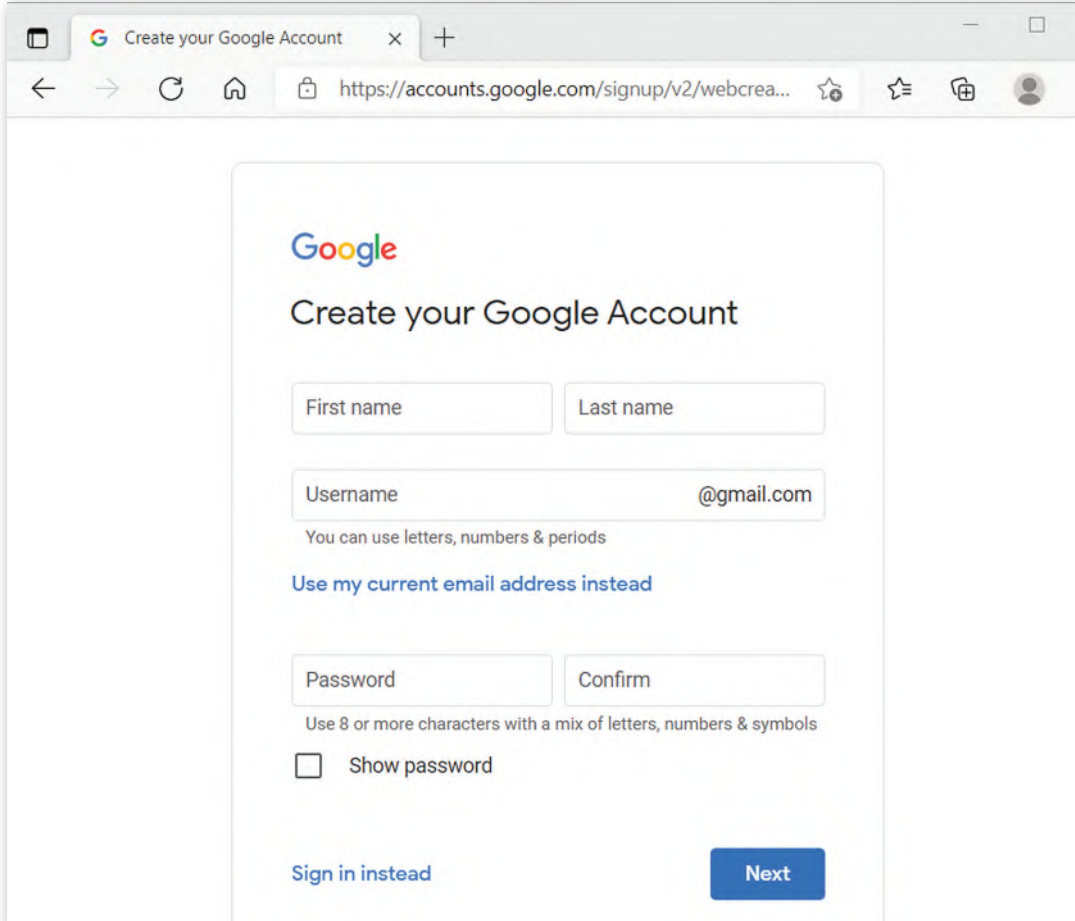 Create your Google Account
https://accounts.google.com/signup/v2/webcrea...
Google
Create your Google Account
First name Last name
Username @gmail.com
You can use letters, numbers & periods
Use my current email address instead
Password Confirm
Use 8 or more characters with a mix of letters, numbers & symbols
Show password
Sign in instead Next